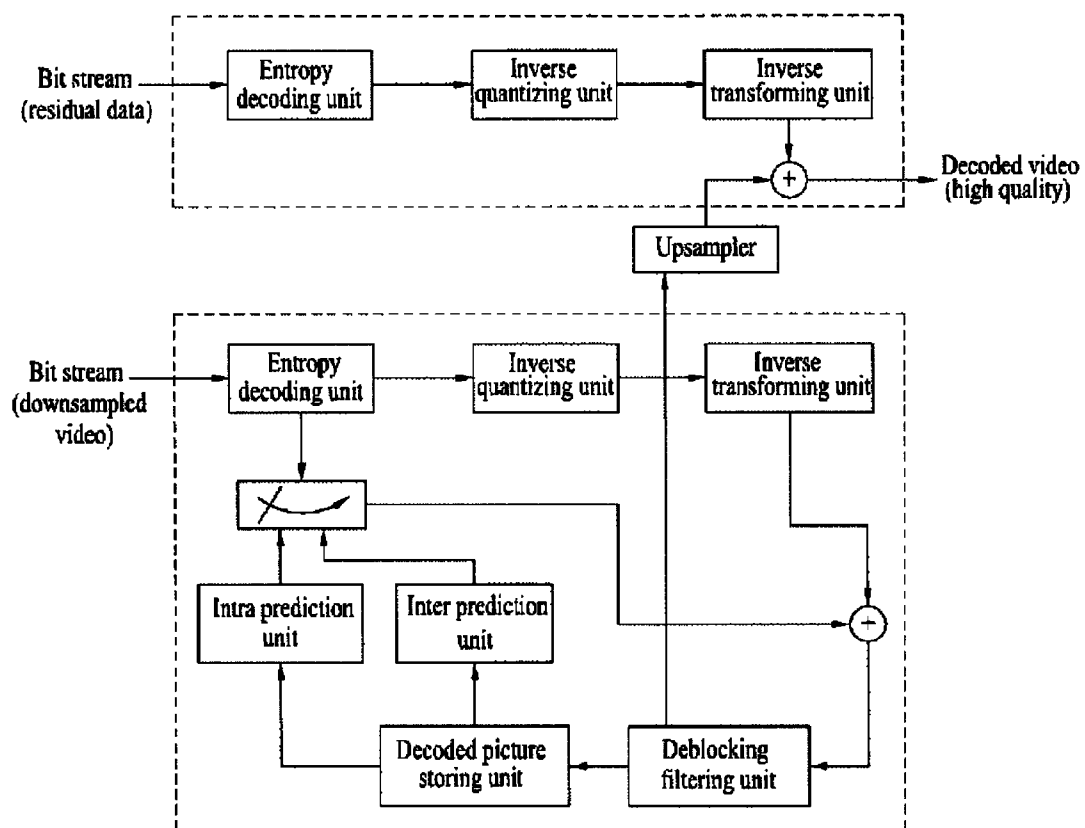 Bit stream
(residual data)
Entropy
decoding unit
Inverse
quantizing unit
Inverse
transforming unit
+
Decoded video
(high quality)
Upsampler
Bit stream
(downsampled
video)
Entropy
decoding unit
Inverse
quantizing unit
Inverse
transforming unit
Intra prediction
unit
Inter prediction
unit
+
Decoded picture
storing unit
Deblocking
filtering unit